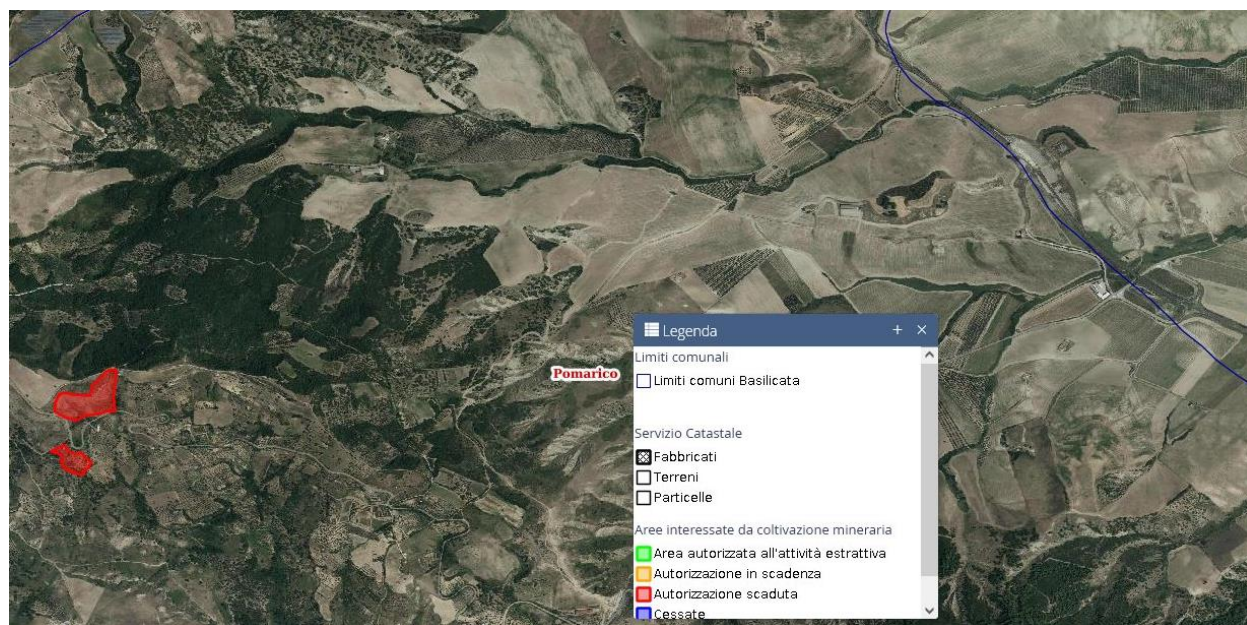 Pomarico
Legenda
Limiti comunali
Limiti comuni Basilicata
Servizio Catastale
Fabbricati
Terreni
Particelle
Aree interessate da coltivazione mineraria
Area autorizzata all'attività estrattiva
Autorizzazione in scadenza
Autorizzazione scaduta
Cessate